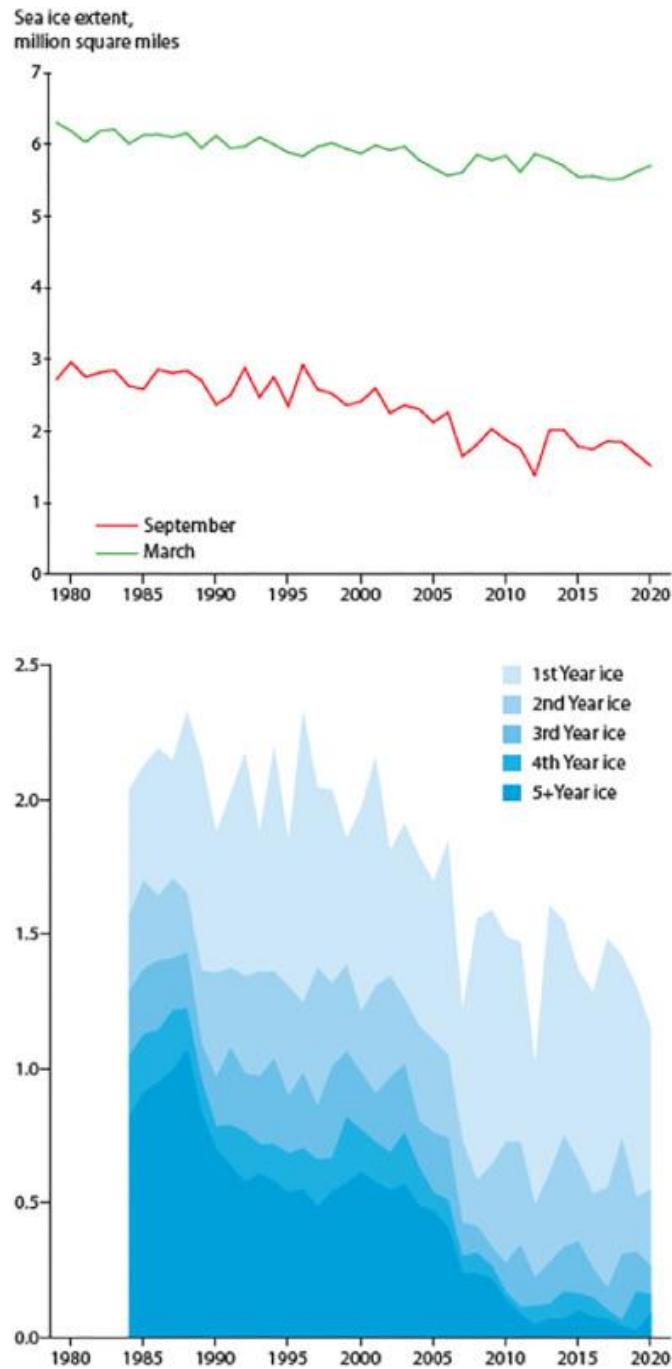 Sea ice extent,
million square miles
7
6
5
4
3
2
1
0
September
March
1980 1985 1990 1995 2000 2005 2010 2015 2020
2.5
2.0
1.5
1.0
0.5
0.0
1st Year ice
2nd Year ice
3rd Year ice
4th Year ice
5+Year ice
1980 1985 1990 1995 2000 2005 2010 2015 2020